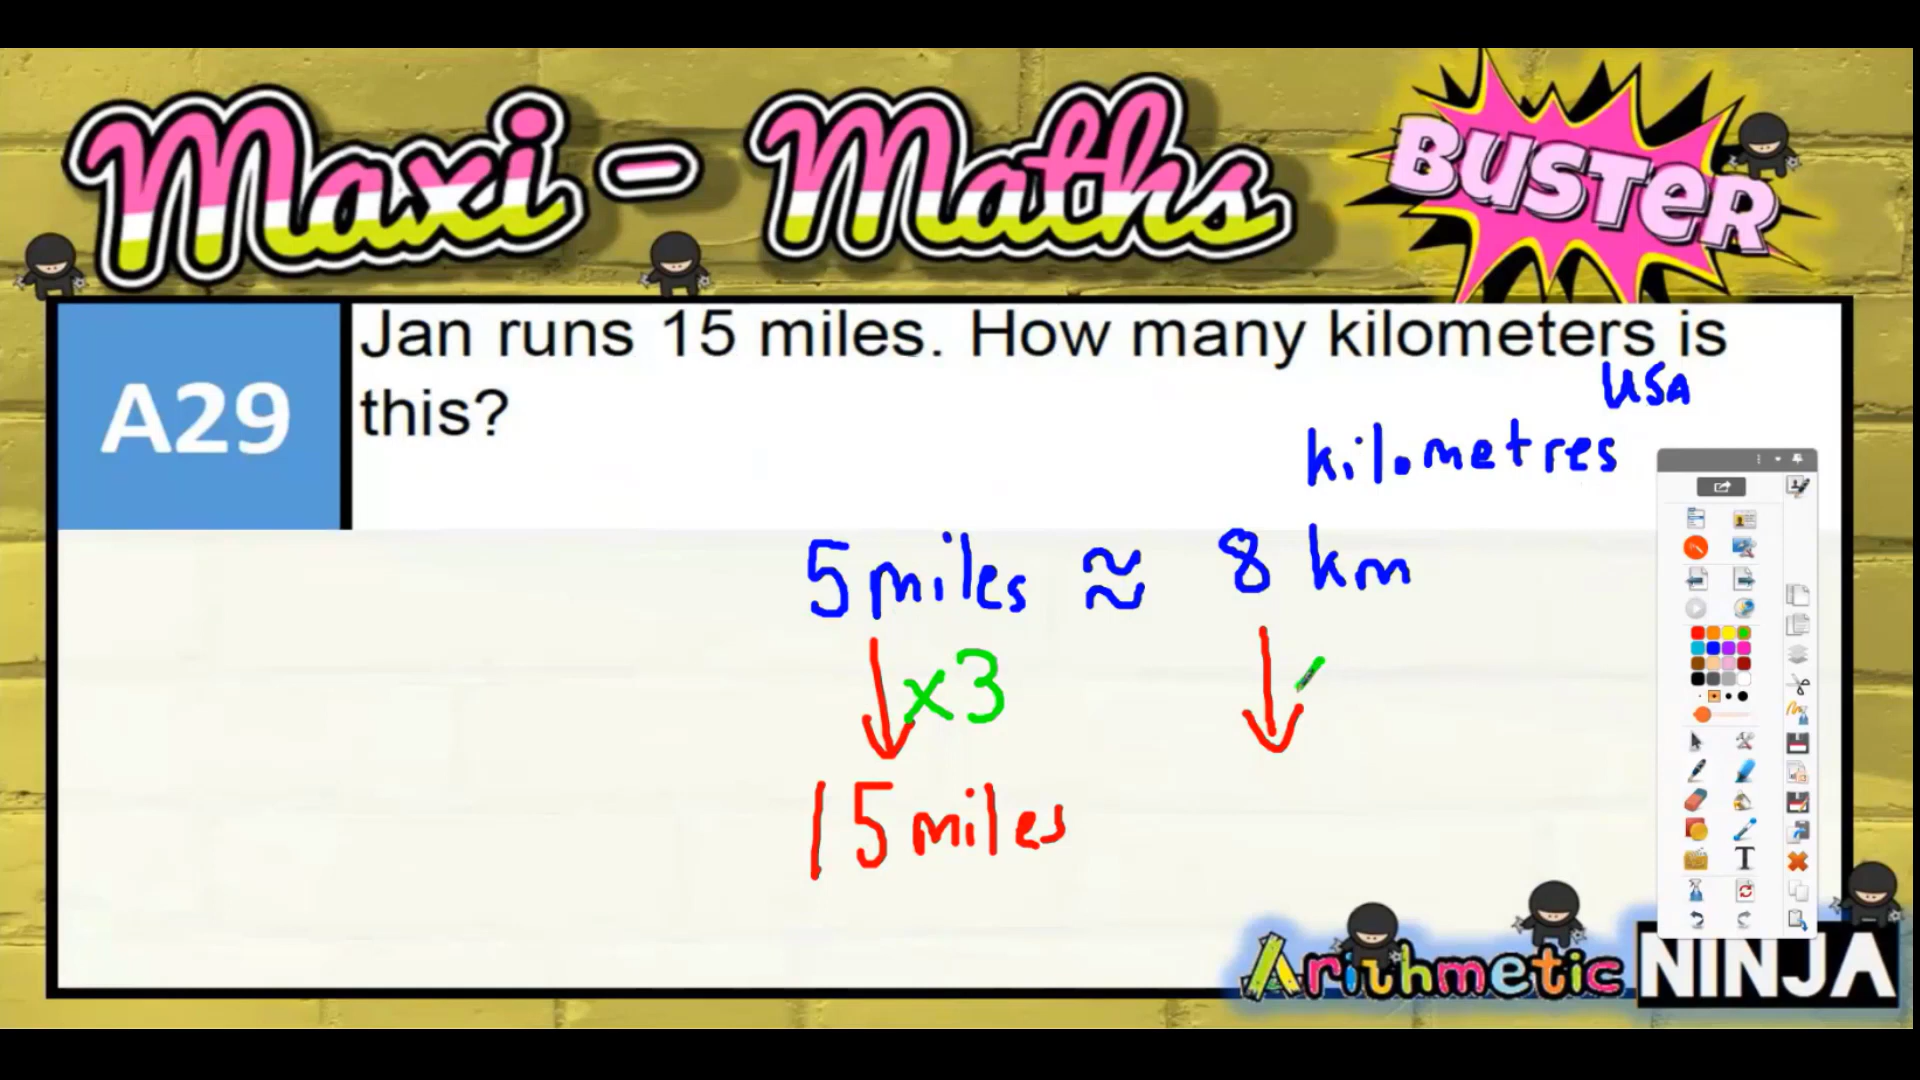 Maxi - Maths
BUSTER
A29
Jan runs 15 miles. How many kilometers is
this?
USA
kilometres
5 miles ≈ 8 km
x3
15 miles
T
Arithmetic NINJA